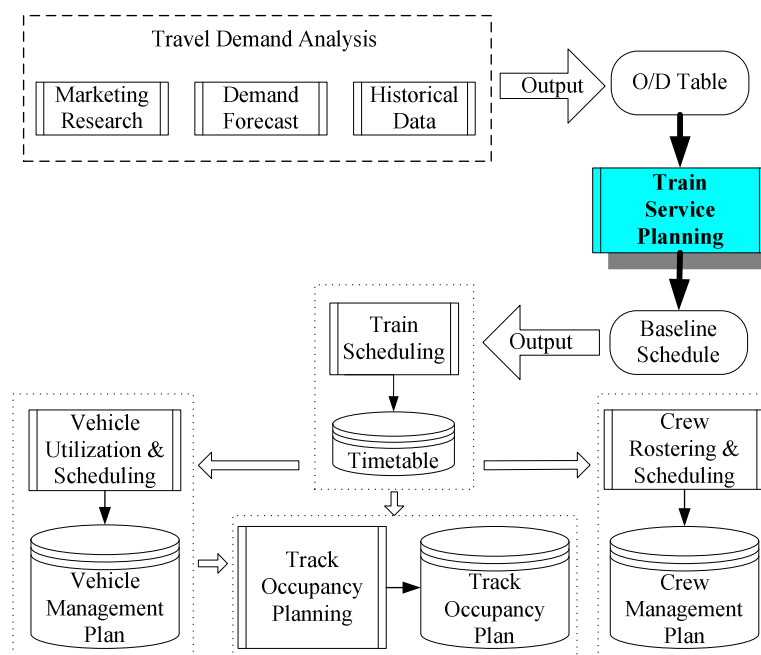 Travel Demand Analysis
Marketing
Research
Demand
Forecast
Historical
Data
Output
O/D Table
Train
Service
Planning
Train
Scheduling
Output
Baseline
Schedule
Timetable
Vehicle
Utilization &
Scheduling
Crew
Rostering &
Scheduling
Vehicle
Management
Plan
Track
Occupancy
Planning
Track
Occupancy
Plan
Crew
Management
Plan